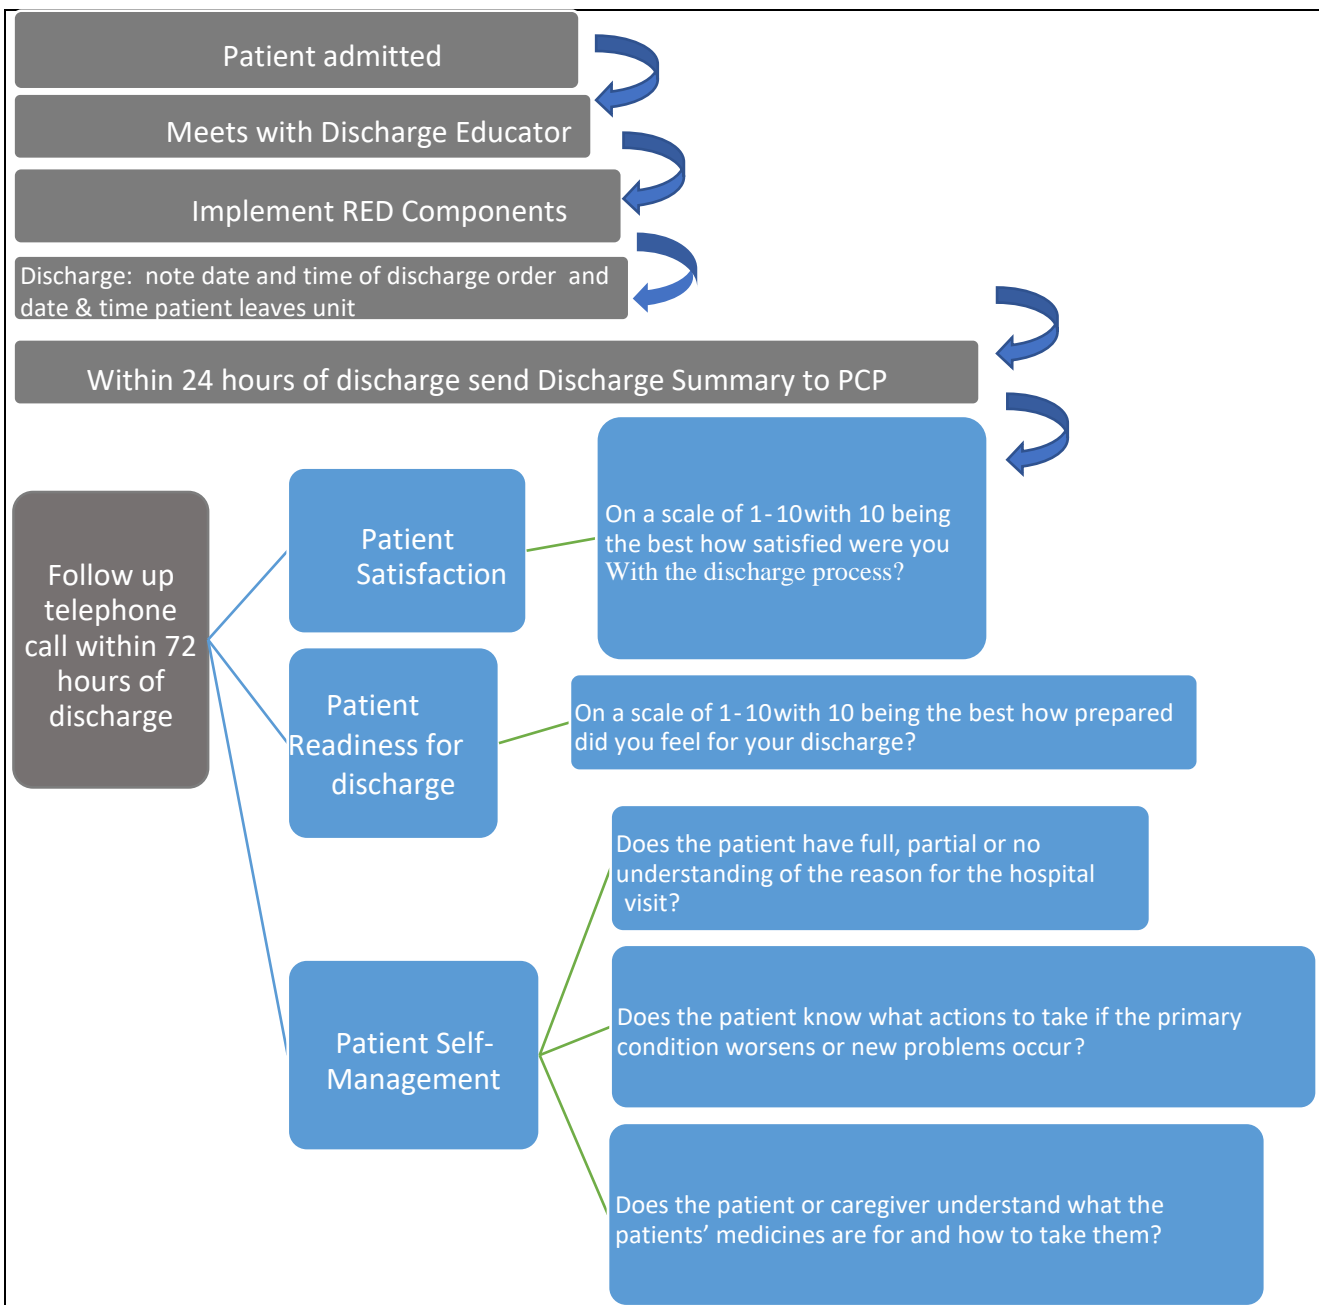 Patient admitted
Meets with Discharge Educator
Implement RED Components
Discharge: note date and time of discharge order and
date & time patient leaves unit
Within 24 hours of discharge send Discharge Summary to PCP
Follow up
telephone
call within 72
hours of
discharge
Patient
Satisfaction
On a scale of 1-10with 10 being
the best how satisfied were you
With the discharge process?
Patient
Readiness for
discharge
On a scale of 1-10with 10 being the best how prepared
did you feel for your discharge?
Patient Self-
Management
Does the patient have full, partial or no
understanding of the reason for the hospital
visit?
Does the patient know what actions to take if the primary
condition worsens or new problems occur?
Does the patient or caregiver understand what the
patients’ medicines are for and how to take them?